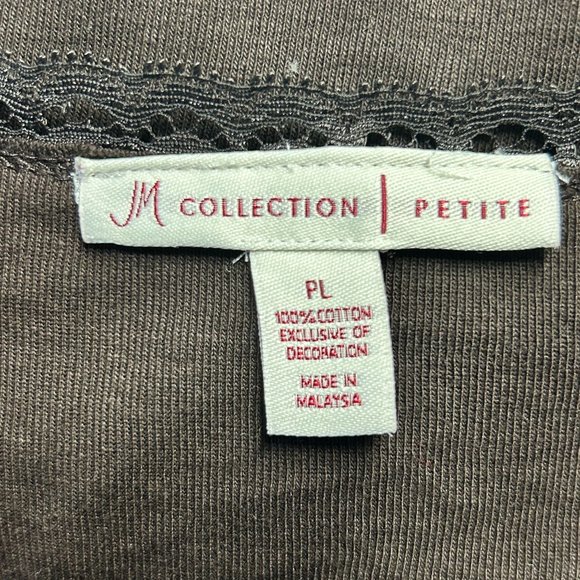 JM COLLECTION | PETITE
PL
100% COTTON
EXCLUSIVE OF
DECORATION
MADE IN
MALAYSIA